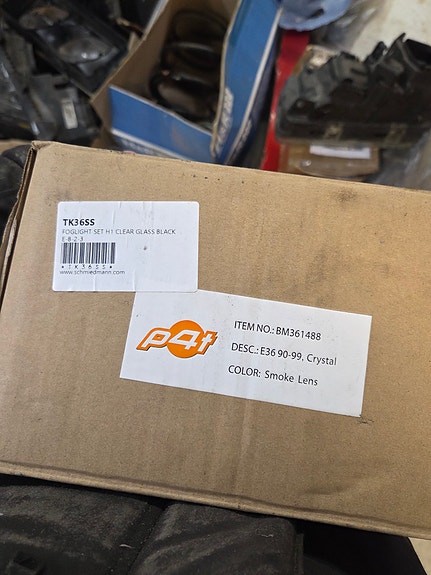 TK36SS
FOGLIGHT SET H1 CLEAR GLASS BLACK
E-8-2-3
*TK36SS*
www.schmiedmann.com
p4t
ITEM NO.: BM361488
DESC.: E36 90-99, Crystal
COLOR: Smoke Lens